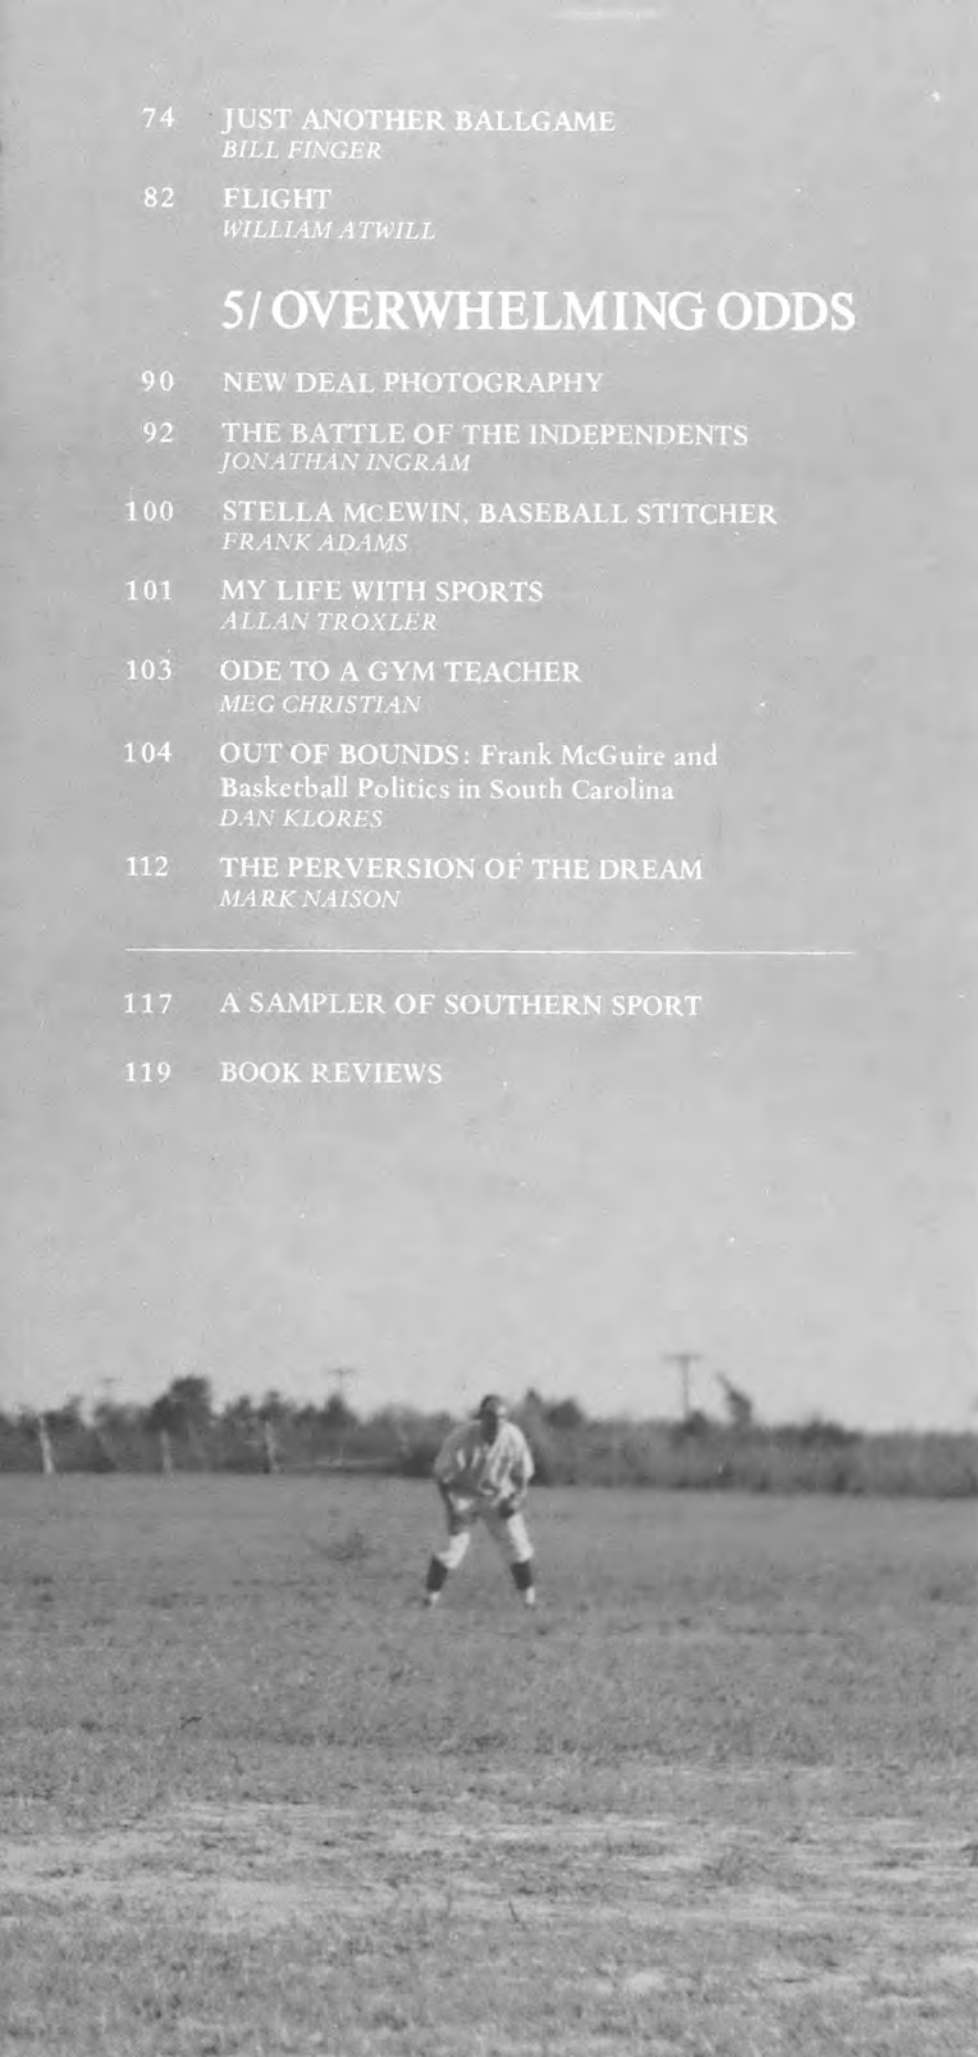 74 JUST ANOTHER BALLGAME
BILL FINGER
82 FLIGHT
WILLIAM ATWILL
5/ OVERWHELMING ODDS
90 NEW DEAL PHOTOGRAPHY
92 THE BATTLE OF THE INDEPENDENTS
JONATHAN INGRAM
100 STELLA MCEWIN, BASEBALL STITCHER
FRANK ADAMS
101 MY LIFE WITH SPORTS
ALLAN TROXLER
103 ODE TO A GYM TEACHER
MEG CHRISTIAN
104 OUT OF BOUNDS: Frank McGuire and
Basketball Politics in South Carolina
DAN KLORES
112 THE PERVERSION OF THE DREAM
MARK NAISON
117 A SAMPLER OF SOUTHERN SPORT
119 BOOK REVIEWS